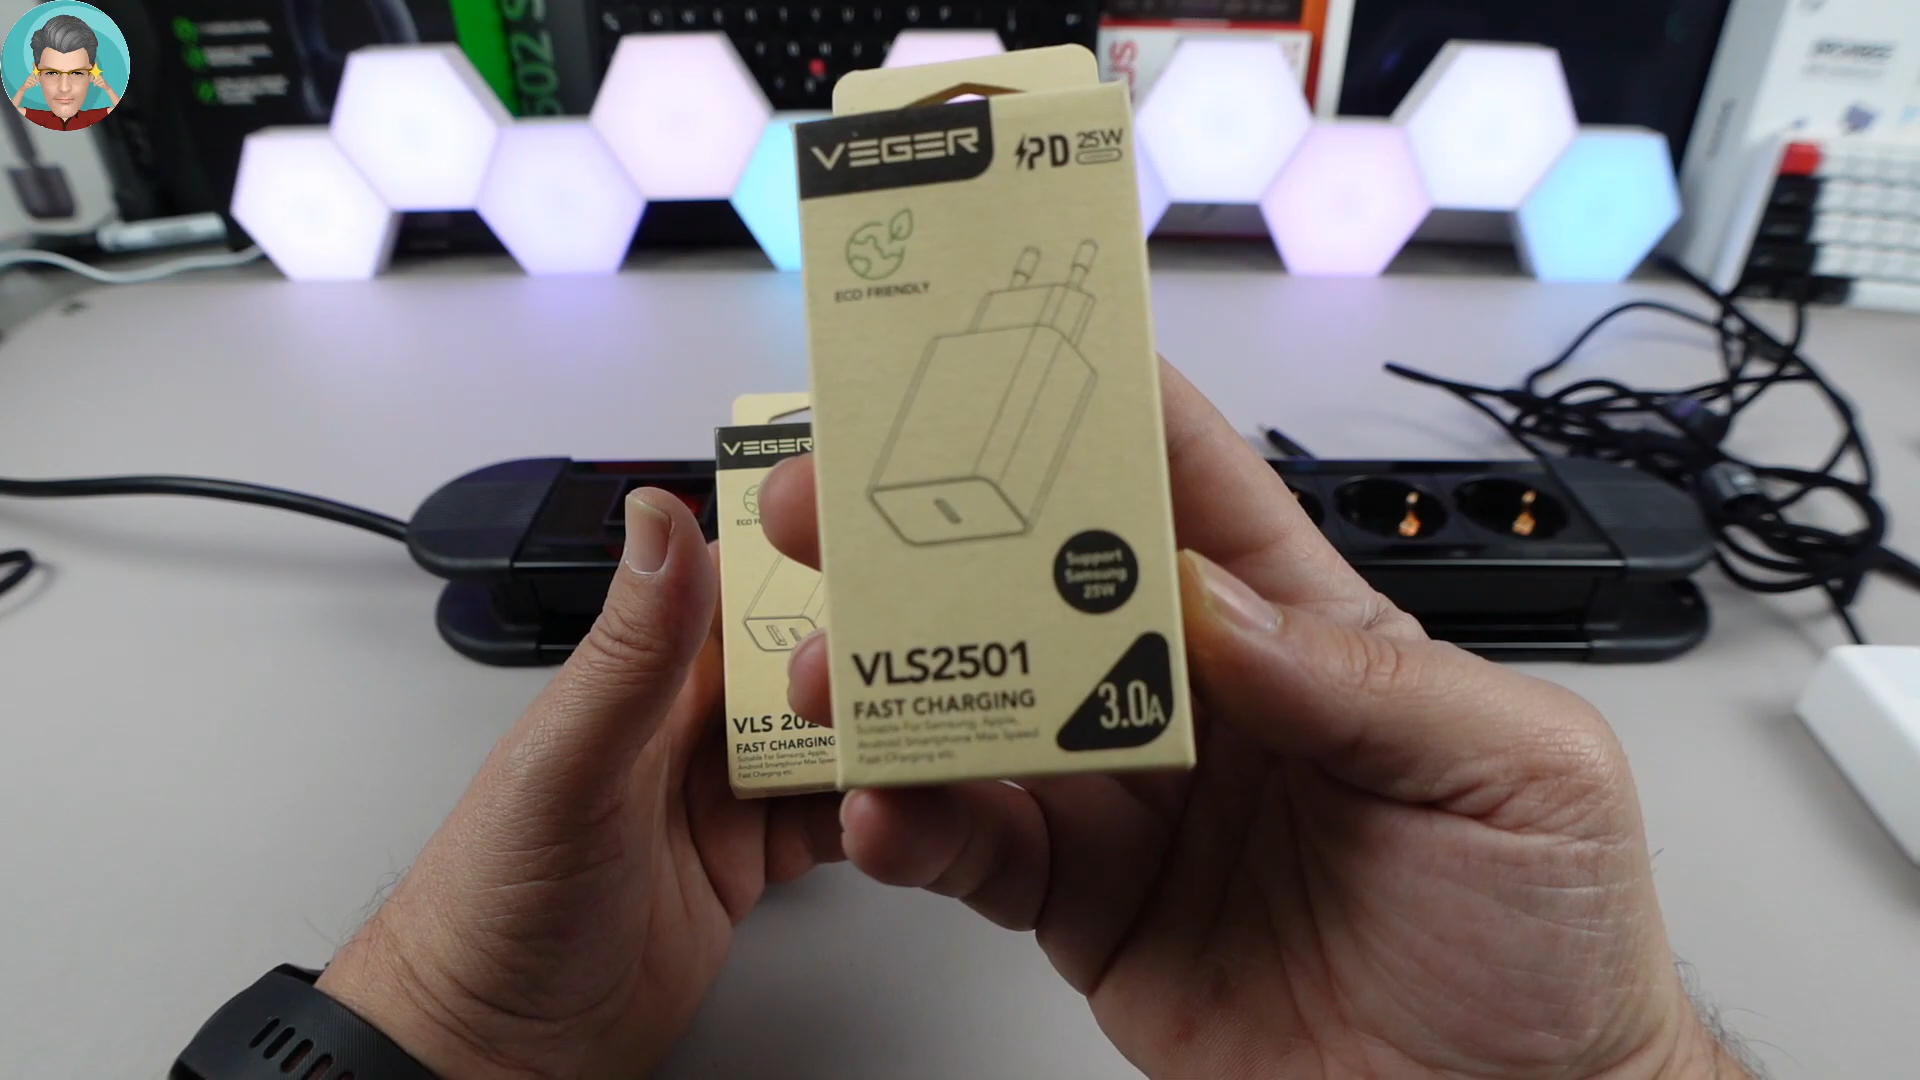 VEGER
PD 25W
ECO FRIENDLY
Support
Samsung
25W
VLS2501
FAST CHARGING
3.0A
Suitable For Samsung, Apple,
Android Smartphone Max Speed
Fast Charging etc.
VEGER
ECO
VLS
FAST CHARGING
Suitable For Samsung, Apple,
Android Smartphone Max Speed
Fast Charging etc.
502 S